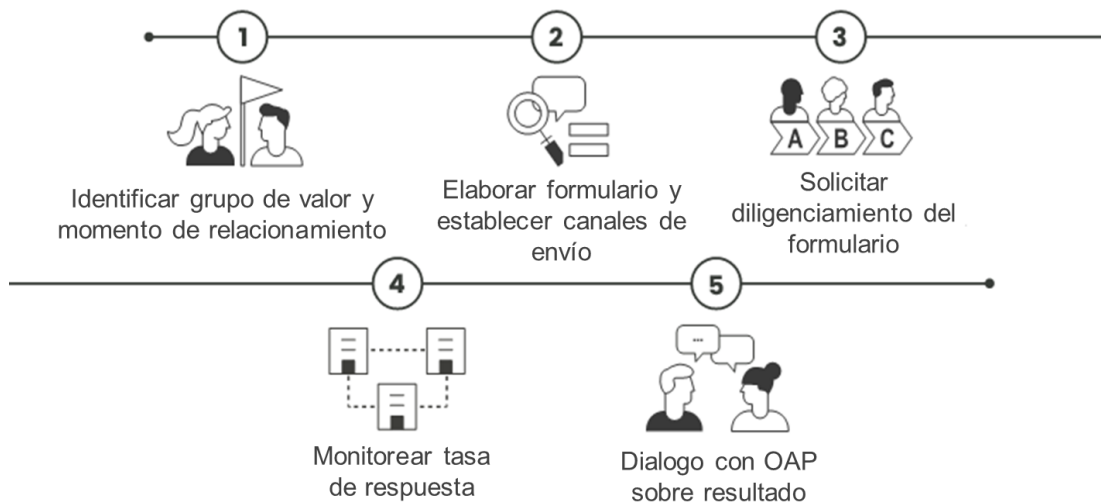 1
2
3
Identificar grupo de valor y
momento de relacionamiento
Elaborar formulario y
establecer canales de
envío
A B C
Solicitar
diligenciamiento del
formulario
4
5
...
Monitorear tasa
de respuesta
Dialogo con OAP
sobre resultado